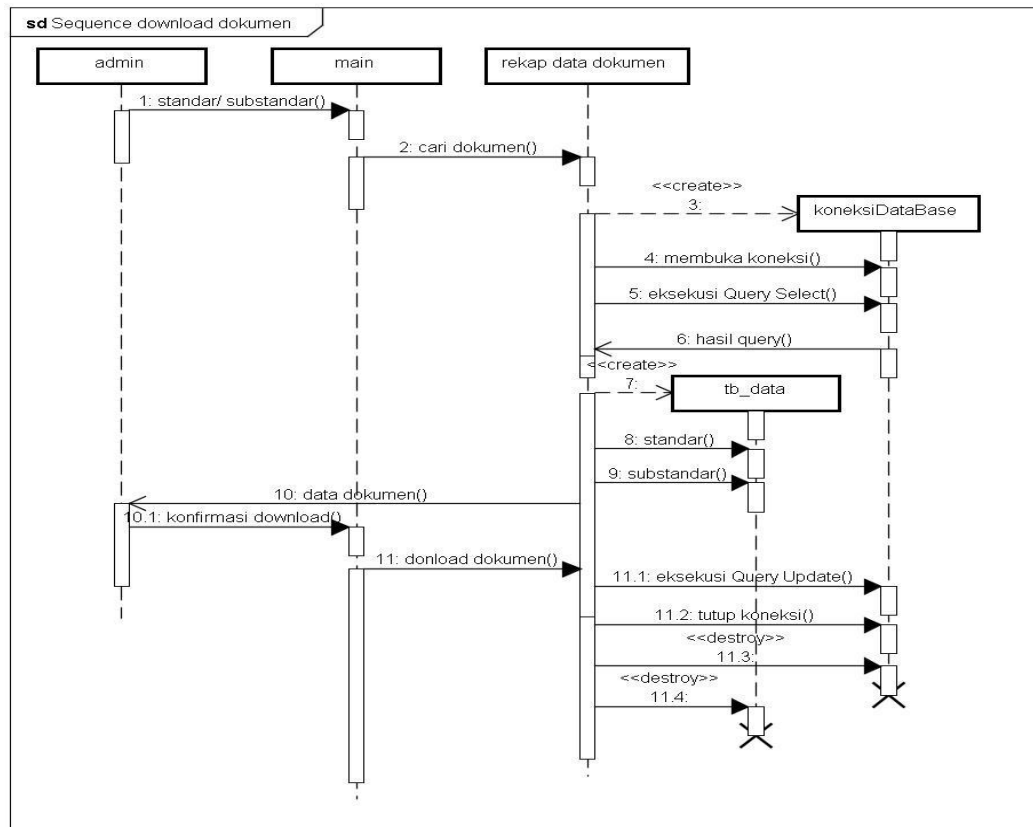 sd Sequence download dokumen
admin
main
rekap data dokumen
1: standar/ substandar()
2: cari dokumen()
<<create>>
3:
koneksiDataBase
4: membuka koneksi()
5: eksekusi Query Select()
6: hasil query()
<<create>>
7:
tb_data
8: standar()
9: substandar()
10: data dokumen()
10.1: konfirmasi download()
11: donload dokumen()
11.1: eksekusi Query Update()
11.2: tutup koneksi()
<<destroy>>
11.3:
<<destroy>>
11.4: